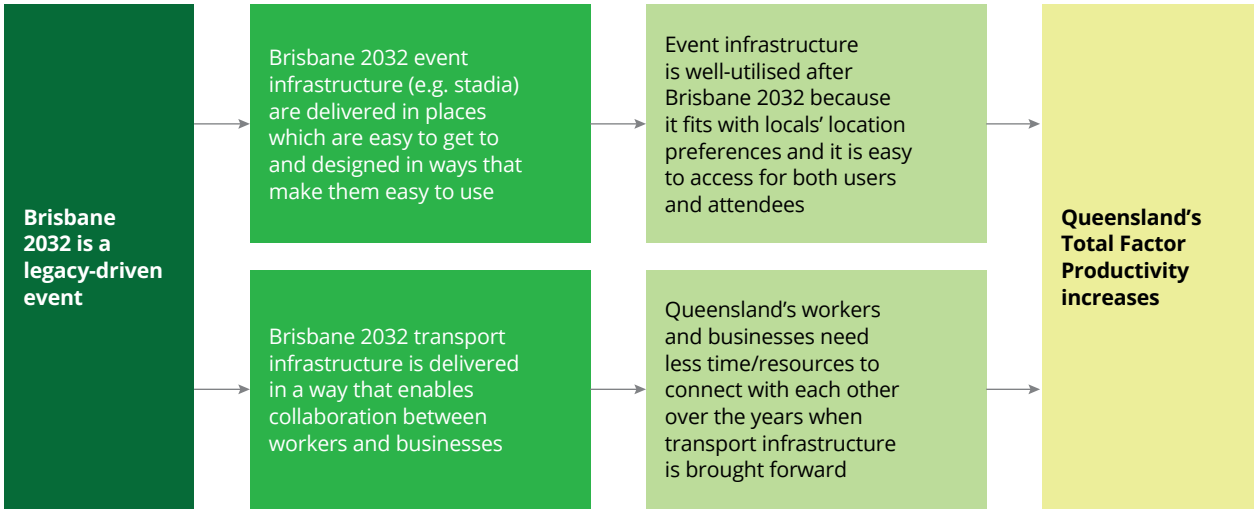 Brisbane
2032 is a
legacy-driven
event
Brisbane 2032 event
infrastructure (e.g. stadia)
are delivered in places
which are easy to get to
and designed in ways that
make them easy to use
Event infrastructure
is well-utilised after
Brisbane 2032 because
it fits with locals’ location
preferences and it is easy
to access for both users
and attendees
Brisbane 2032 transport
infrastructure is delivered
in a way that enables
collaboration between
workers and businesses
Queensland’s workers
and businesses need
less time/resources to
connect with each other
over the years when
transport infrastructure
is brought forward
Queensland’s
Total Factor
Productivity
increases